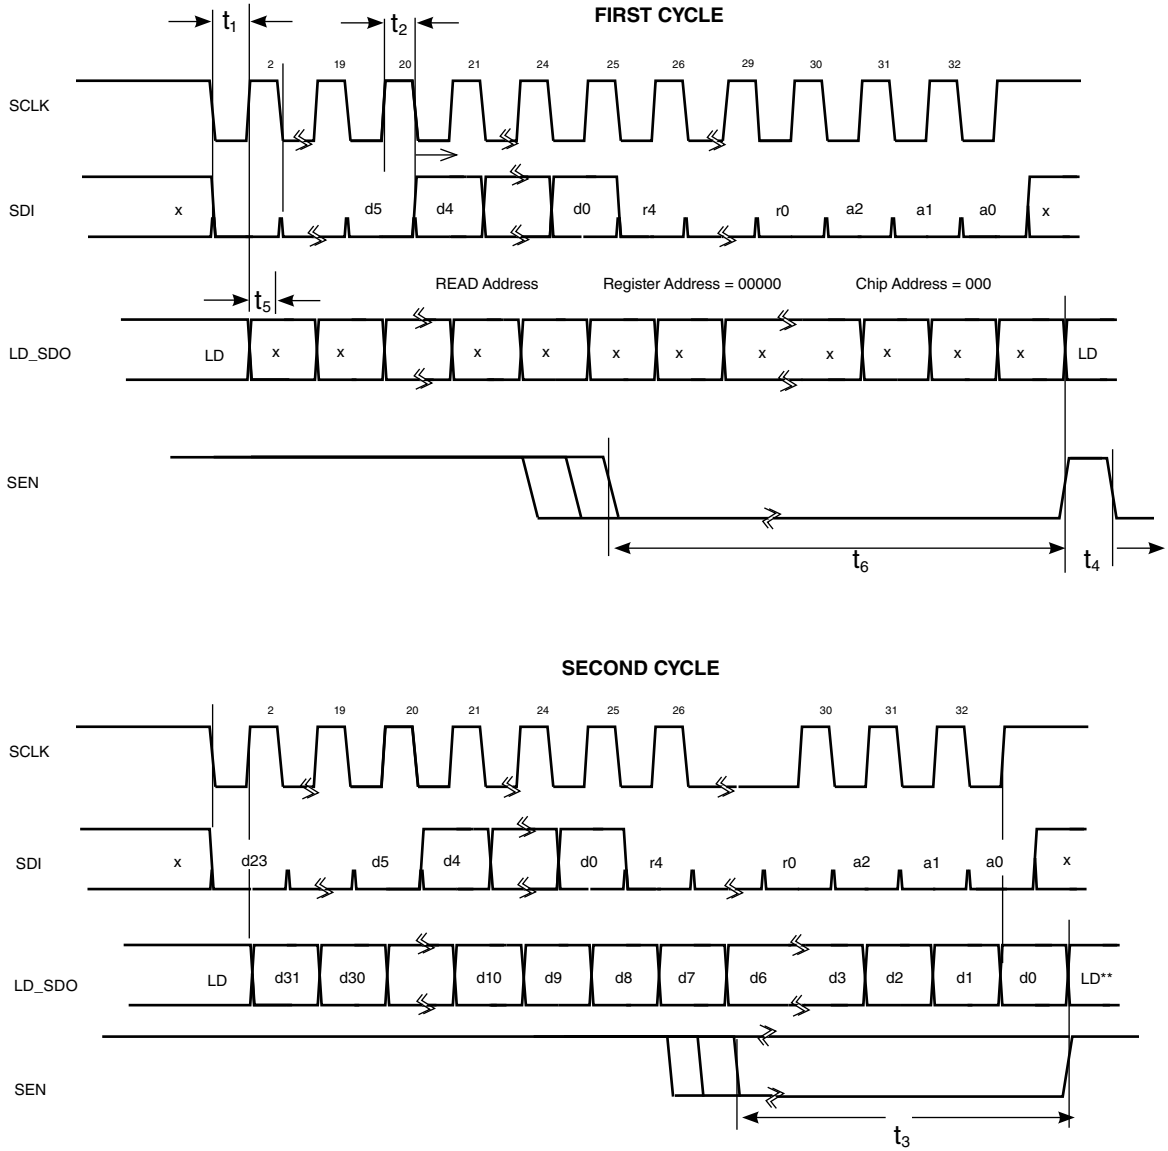 FIRST CYCLE
t1 t2
2 19 20 21 24 25 26 29 30 31 32
SCLK
SDI x d5 d4 d0 r4 r0 a2 a1 a0 x
READ Address Register Address = 00000 Chip Address = 000
t5
LD_SDO LD x x x x x x x x x x x LD
SEN
t6 t4
SECOND CYCLE
2 19 20 21 24 25 26 30 31 32
SCLK
SDI x d23 d5 d4 d0 r4 r0 a2 a1 a0 x
LD_SDO LD d31 d30 d10 d9 d8 d7 d6 d3 d2 d1 d0 LD**
SEN
t3